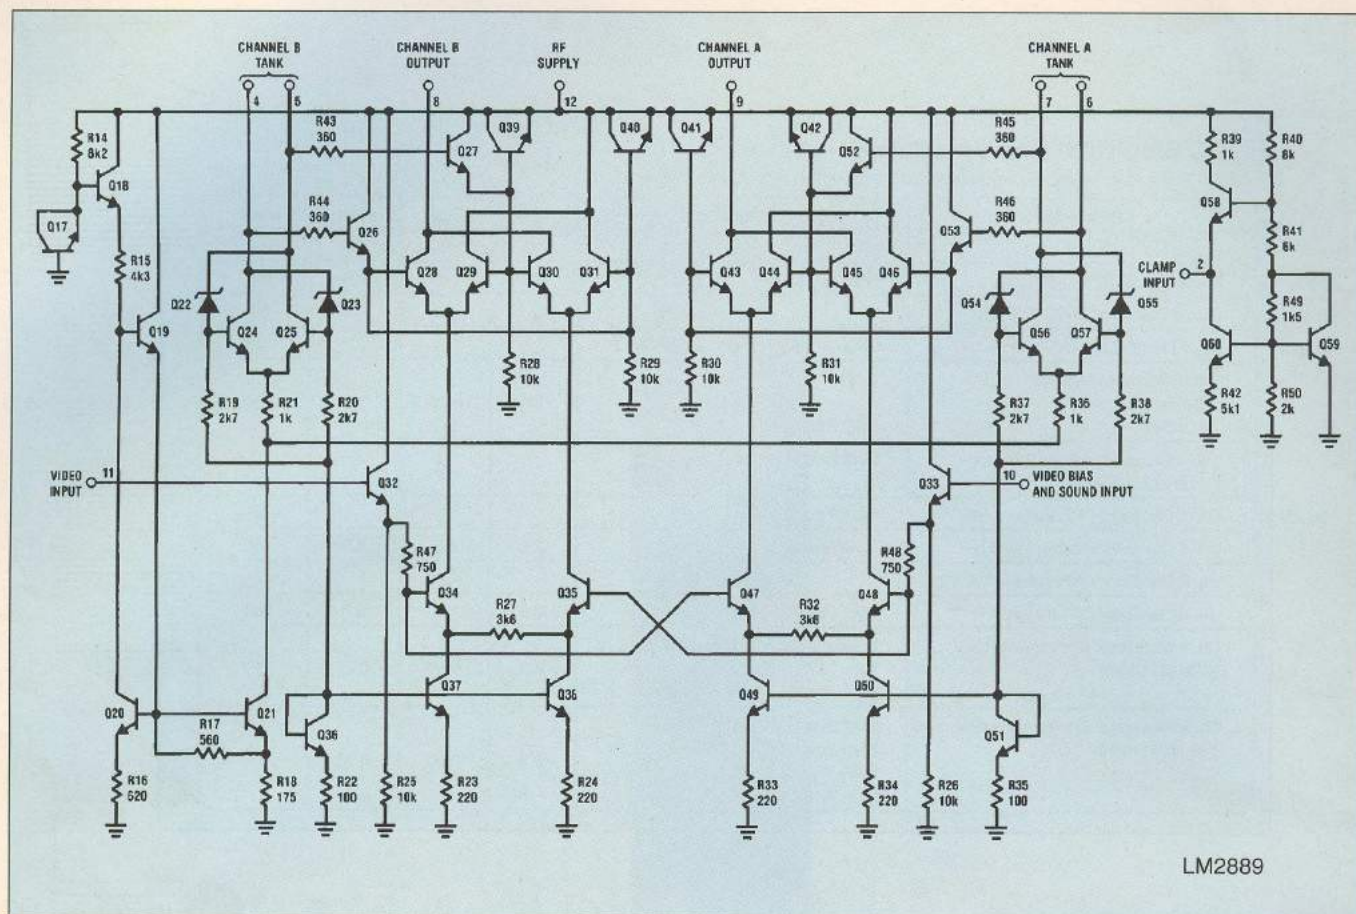 CHANNEL B
TANK
CHANNEL B
OUTPUT
RF
SUPPLY
CHANNEL A
OUTPUT
CHANNEL A
TANK
4
5
8
12
9
7
6
R14
8k2
Q18
Q17
R15
4k3
Q19
R43
360
Q27
Q39
Q40
Q41
Q42
Q52
R45
360
R39
1k
R40
8k
Q58
R44
360
Q26
R46
360
Q53
R41
6k
CLAMP
INPUT
2
Q22
Q23
Q24
Q25
Q28
Q29
Q30
Q31
Q43
Q44
Q45
Q46
Q54
Q55
Q56
Q57
R49
1k5
Q60
Q59
R28
10k
R29
10k
R30
10k
R31
10k
R19
2k7
R21
1k
R20
2k7
R37
2k7
R36
1k
R38
2k7
R42
5k1
R50
2k
VIDEO
INPUT
11
Q32
Q33
10
VIDEO BIAS
AND SOUND INPUT
R47
750
R48
750
Q34
R27
3k6
Q35
Q47
R32
3k6
Q48
Q20
R17
560
Q21
Q36
Q37
Q36
Q49
Q50
Q51
R16
620
R18
175
R22
100
R25
10k
R23
220
R24
220
R33
220
R34
220
R26
10k
R35
100
LM2889